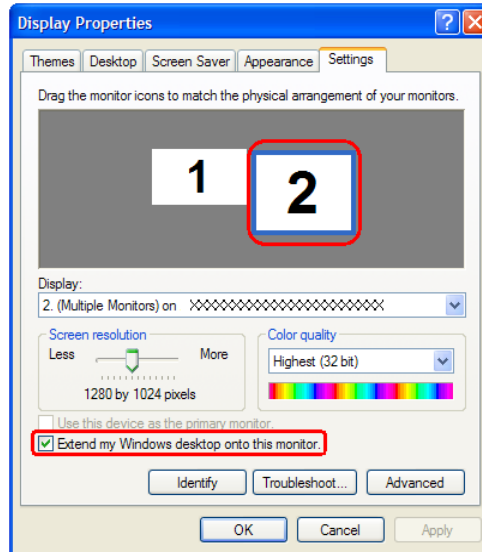 Display Properties
Themes Desktop Screen Saver Appearance Settings
Drag the monitor icons to match the physical arrangement of your monitors.
1 2
Display:
2. (Multiple Monitors) on XXXXXXXXXXXXXXXXXXXXXX
Screen resolution
Less More
1280 by 1024 pixels
Color quality
Highest (32 bit)
Use this device as the primary monitor.
Extend my Windows desktop onto this monitor.
Identify Troubleshoot... Advanced
OK Cancel Apply